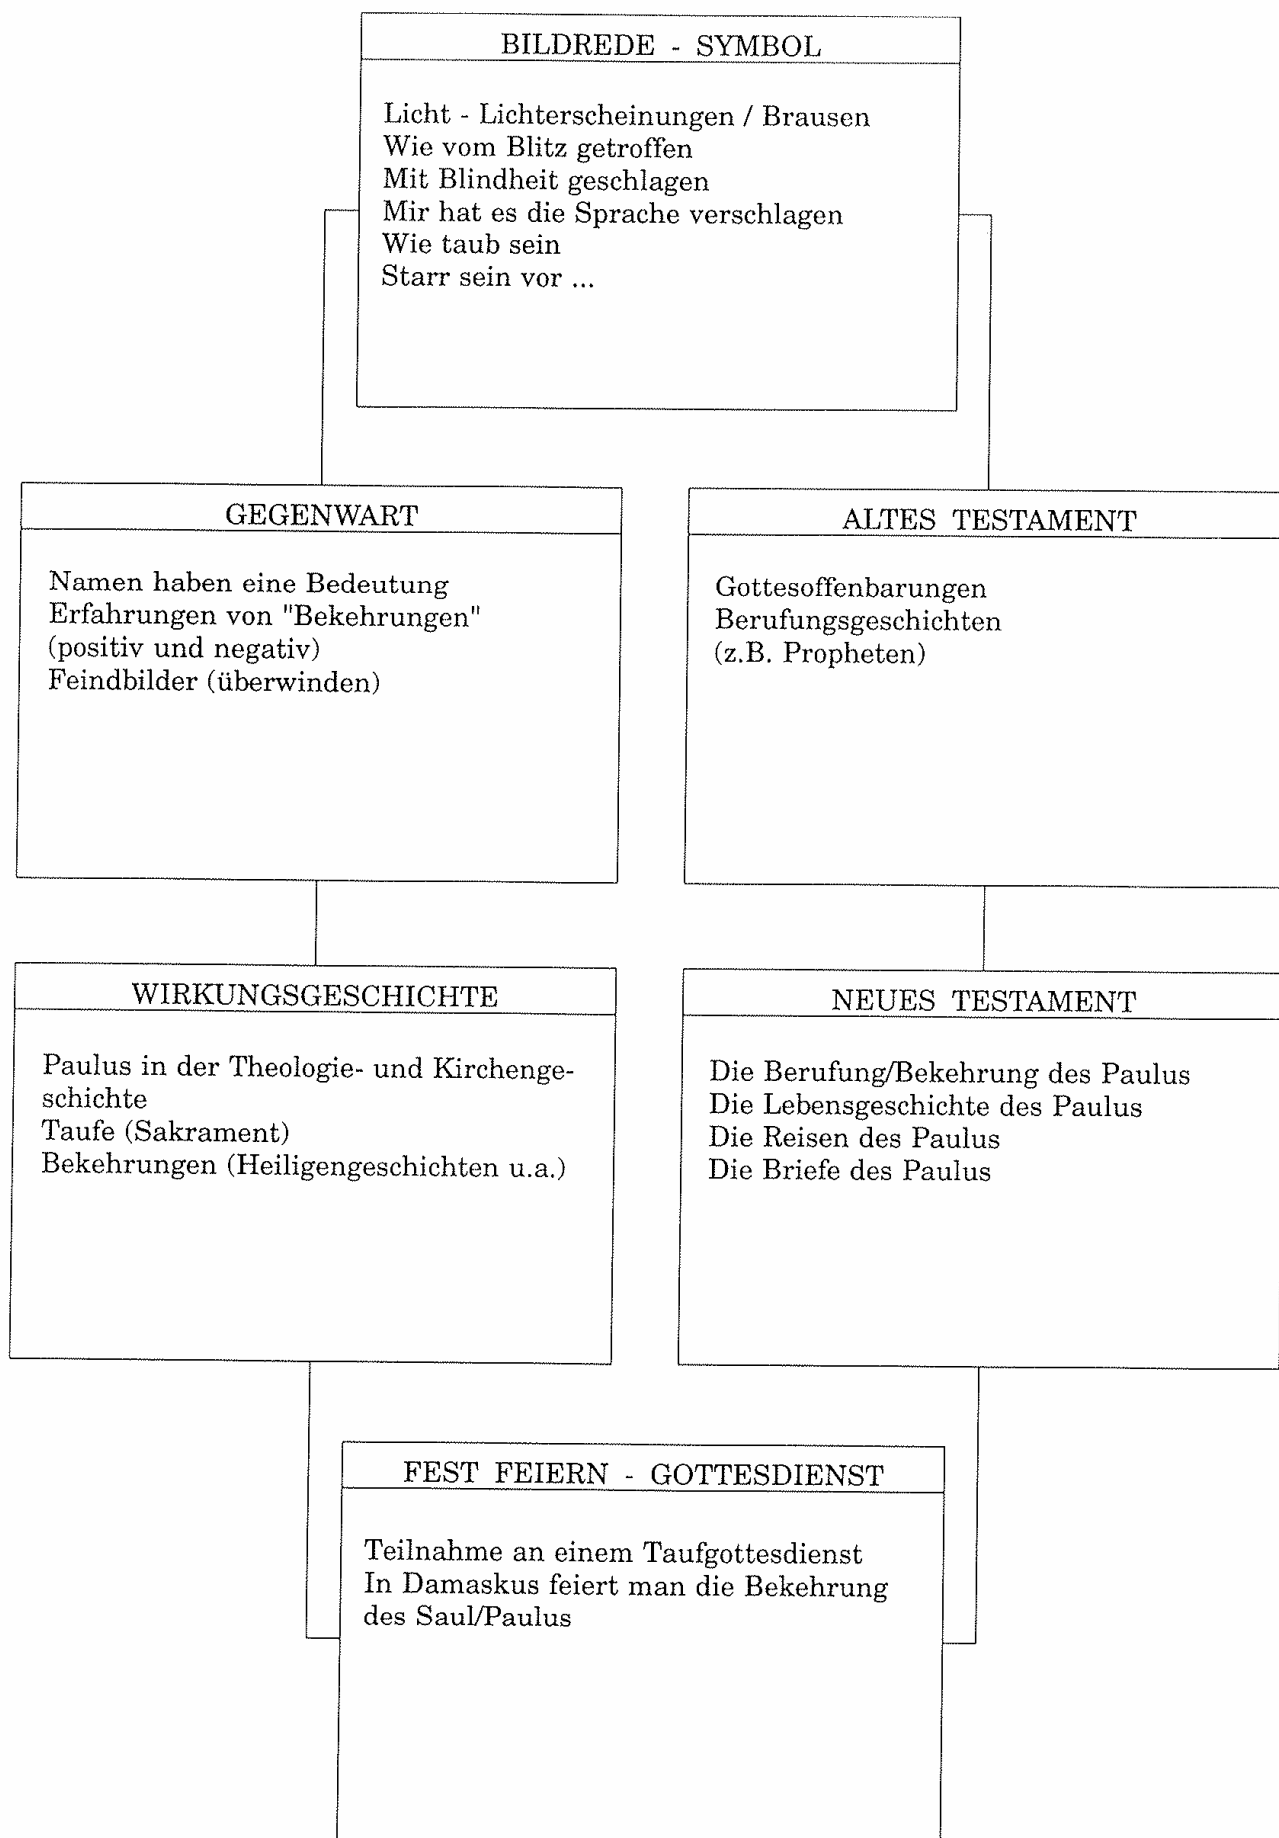 BILDREDE - SYMBOL
Licht - Lichterscheinungen / Brausen
Wie vom Blitz getroffen
Mit Blindheit geschlagen
Mir hat es die Sprache verschlagen
Wie taub sein
Starr sein vor ...
GEGENWART
Namen haben eine Bedeutung
Erfahrungen von "Bekehrungen"
(positiv und negativ)
Feindbilder (überwinden)
ALTES TESTAMENT
Gottesoffenbarungen
Berufungsgeschichten
(z.B. Propheten)
WIRKUNGSGESCHICHTE
Paulus in der Theologie- und Kirchenge-
schichte
Taufe (Sakrament)
Bekehrungen (Heiligengeschichten u.a.)
NEUES TESTAMENT
Die Berufung/Bekehrung des Paulus
Die Lebensgeschichte des Paulus
Die Reisen des Paulus
Die Briefe des Paulus
FEST FEIERN - GOTTESDIENST
Teilnahme an einem Taufgottesdienst
In Damaskus feiert man die Bekehrung
des Saul/Paulus